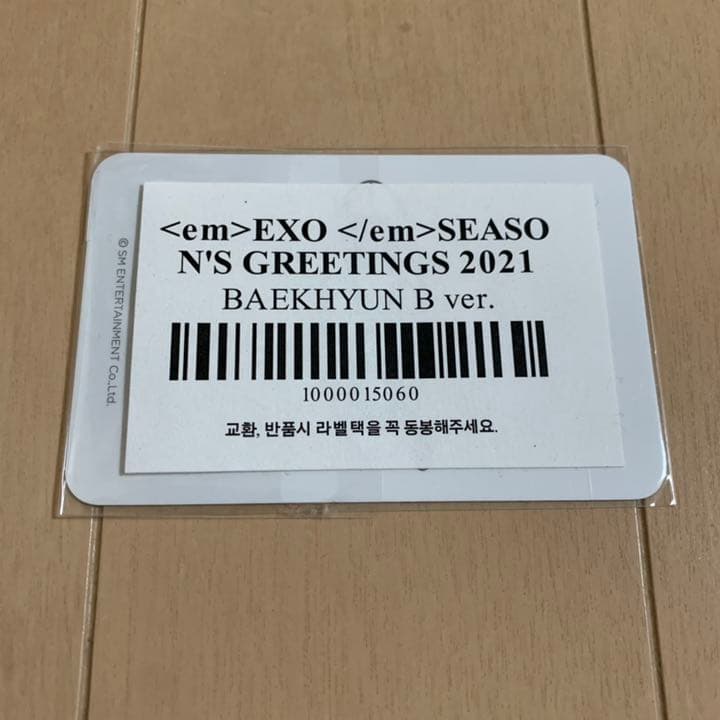 <em>EXO </em>SEASO
N'S GREETINGS 2021
BAEKHYUN B ver.
1000015060
교환, 반품시 라벨택을 꼭 동봉해주세요.
© SM ENTERTAINMENT Co.,Ltd.